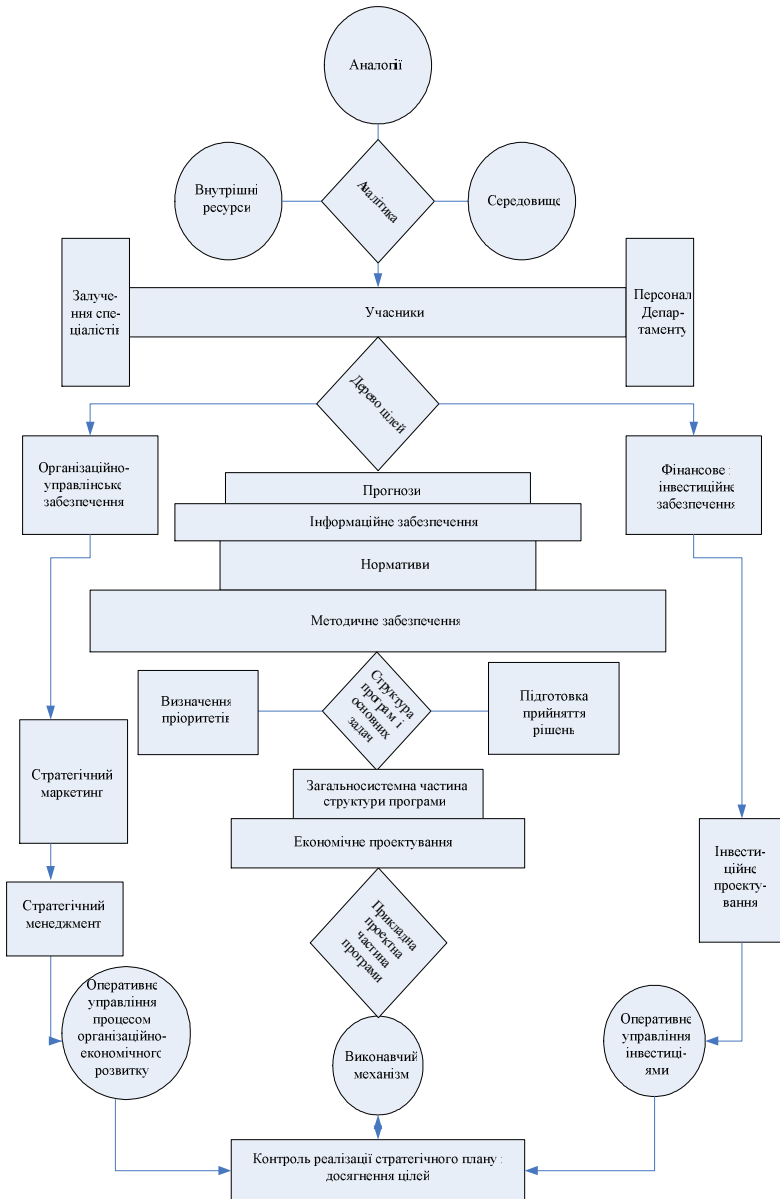 Аналогії
Аналітика
Внутрішні
ресурси
Середовище
Залуче-
ння спе-
ціалістів
Учасники
Персонал
Депар-
таменту
Дерево цілей
Організаційно-
управлінське
забезпечення
Фінансове і
інвестиційне
забезпечення
Прогнози
Інформаційне забезпечення
Нормативи
Методичне забезпечення
Визначення
пріоритетів
Структура
програм і
основних
задач
Підготовка
прийняття
рішень
Загальносистемна частина
структури програми
Економічне проектування
Стратегічний
маркетинг
Інвести-
ційне
проекту-
вання
Стратегічний
менеджмент
Прикладна
проектна
частина
програми
Оперативне
управління
процесом
організаційно-
економічного
розвитку
Виконавчий
механізм
Оперативне
управління
інвестиці-
ями
Контроль реалізації стратегічного плану і
досягнення цілей